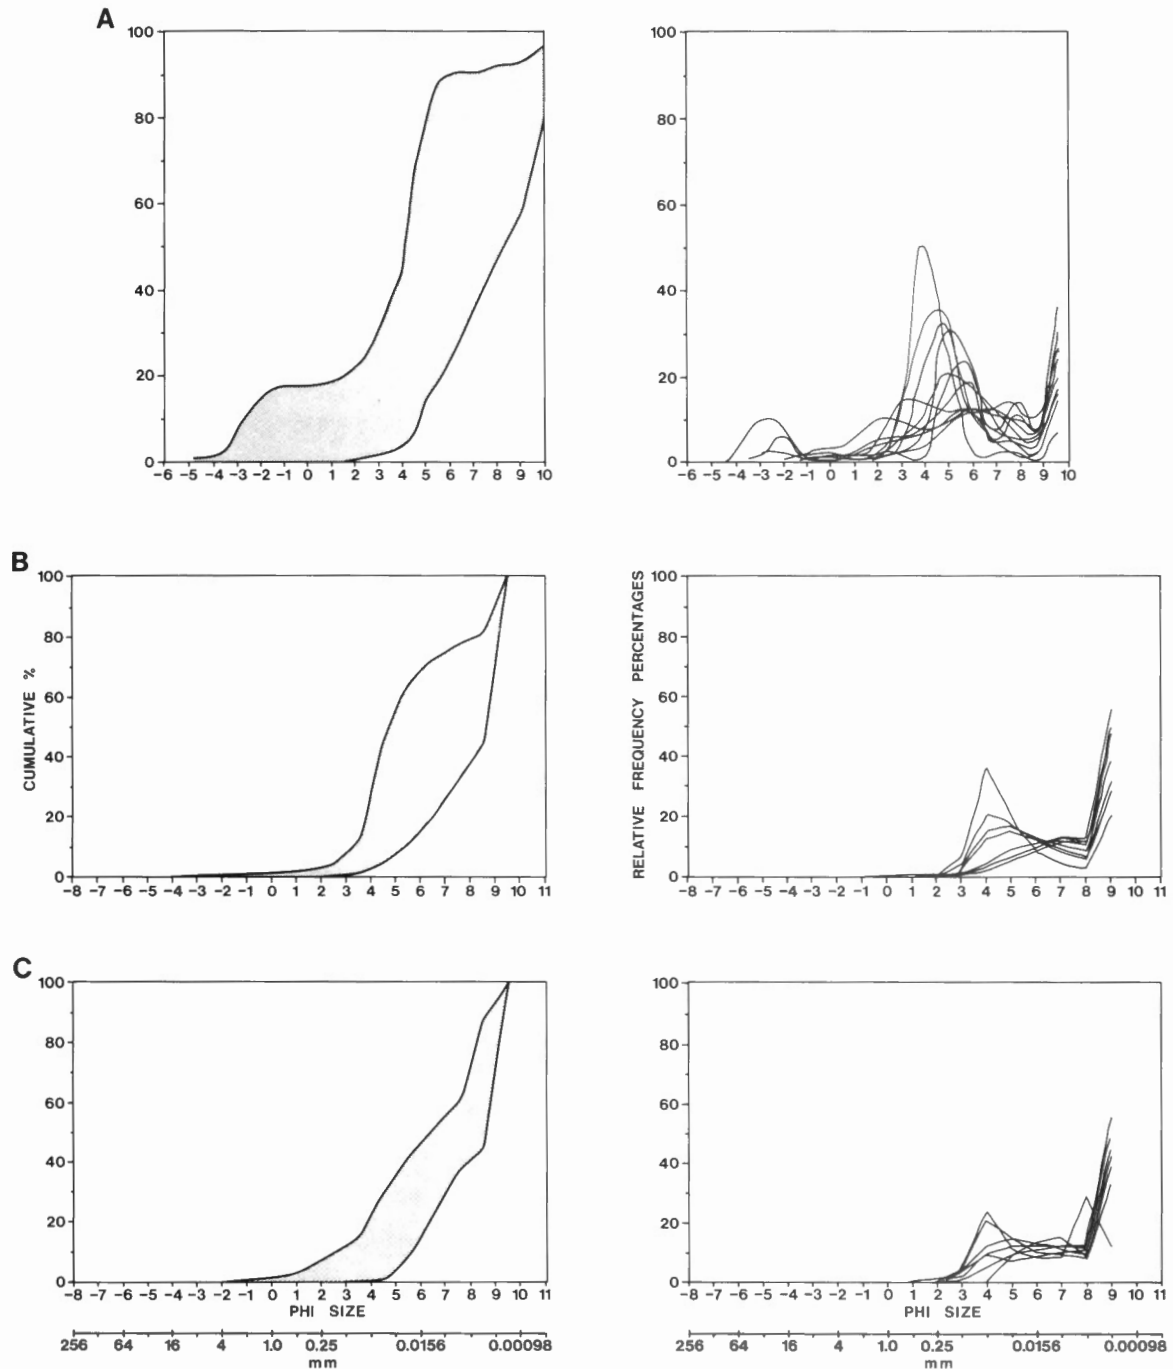 A
100
80
60
40
20
0
-6 -5 -4 -3 -2 -1 0 1 2 3 4 5 6 7 8 9 10
100
80
60
40
20
0
-6 -5 -4 -3 -2 -1 0 1 2 3 4 5 6 7 8 9 10
B
CUMULATIVE %
100
80
60
40
20
0
-8 -7 -6 -5 -4 -3 -2 -1 0 1 2 3 4 5 6 7 8 9 10 11
RELATIVE FREQUENCY PERCENTAGES
100
80
60
40
20
0
-8 -7 -6 -5 -4 -3 -2 -1 0 1 2 3 4 5 6 7 8 9 10 11
C
100
80
60
40
20
0
-8 -7 -6 -5 -4 -3 -2 -1 0 1 2 3 4 5 6 7 8 9 10 11
PHI SIZE
256 64 16 4 1.0 0.25 0.0156 0.00098
mm
100
80
60
40
20
0
-8 -7 -6 -5 -4 -3 -2 -1 0 1 2 3 4 5 6 7 8 9 10 11
PHI SIZE
256 64 16 4 1.0 0.25 0.0156 0.00098
mm